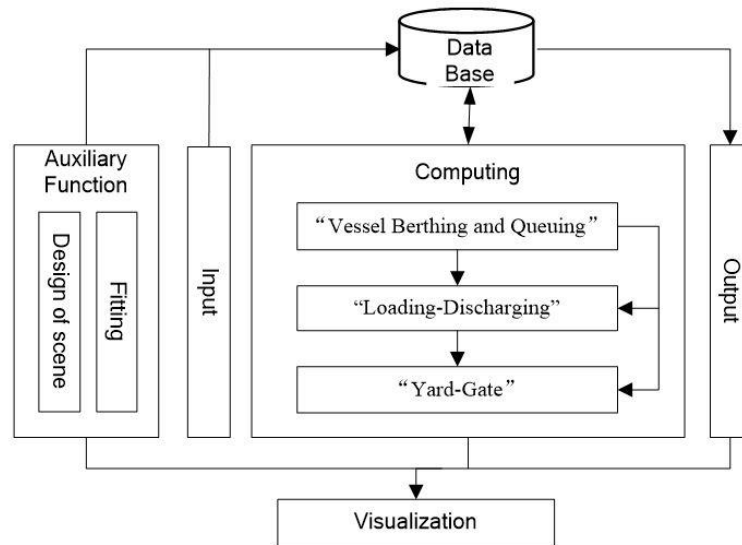 Data
Base
Auxiliary
Function
Design of scene
Fitting
Input
Computing
“Vessel Berthing and Queuing”
“Loading-Discharging”
“Yard-Gate”
Output
Visualization